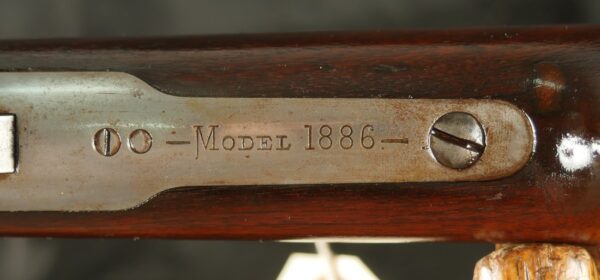 —Model 1886—